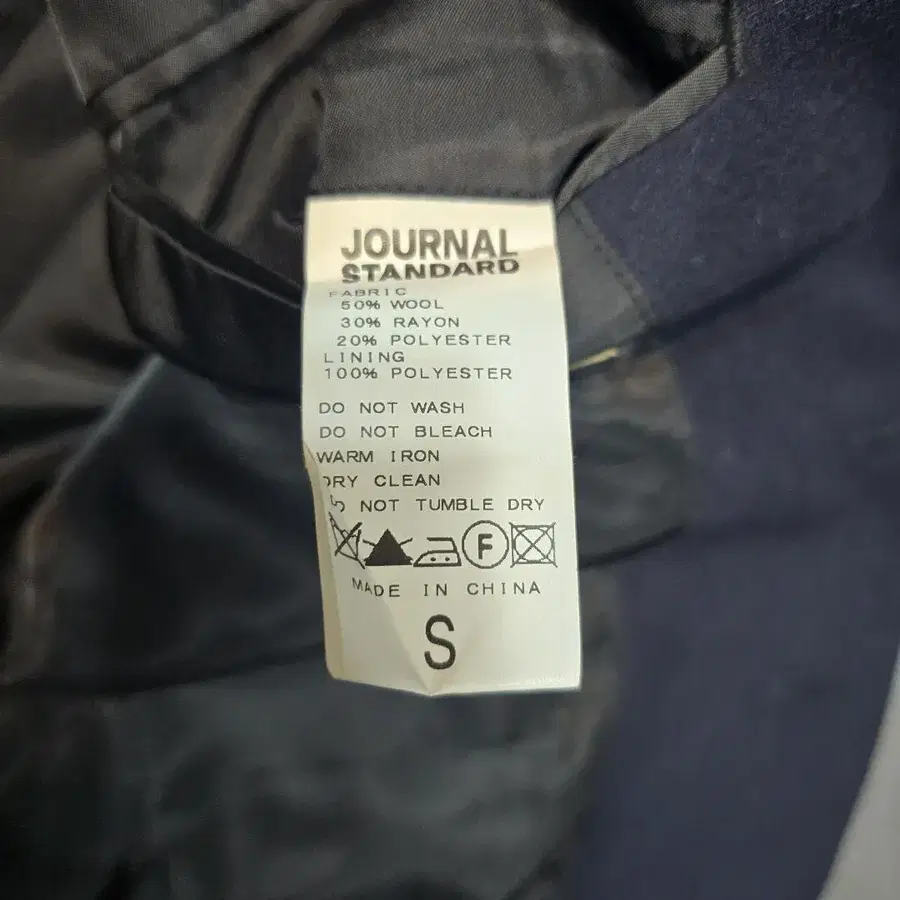 JOURNAL
STANDARD
FABRIC
50% WOOL
30% RAYON
20% POLYESTER
LINING
100% POLYESTER
DO NOT WASH
DO NOT BLEACH
WARM IRON
DRY CLEAN
NOT TUMBLE DRY
F
MADE IN CHINA
S